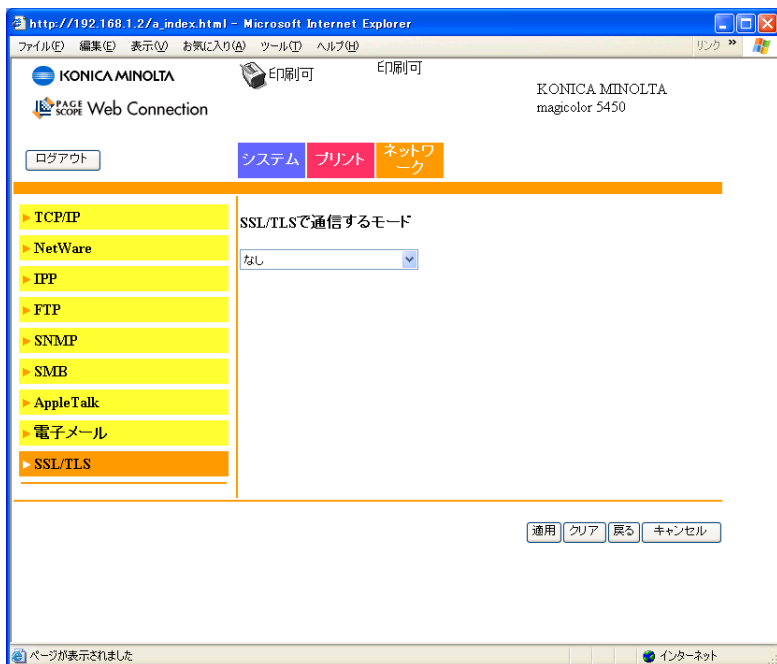 http://192.168.1.2/a_index.html - Microsoft Internet Explorer
ファイル(F) 編集(E) 表示(V) お気に入り(A) ツール(T) ヘルプ(H) リンク »
KONICA MINOLTA
印刷可 印刷可
KONICA MINOLTA
magicolor 5450
PAGE SCOPE Web Connection
ログアウト
システム プリント ネットワ
ーク
TCP/IP
SSL/TLSで通信するモード
NetWare
なし
IPP
FTP
SNMP
SMB
AppleTalk
電子メール
SSL/TLS
適用 クリア 戻る キャンセル
ページが表示されました インターネット